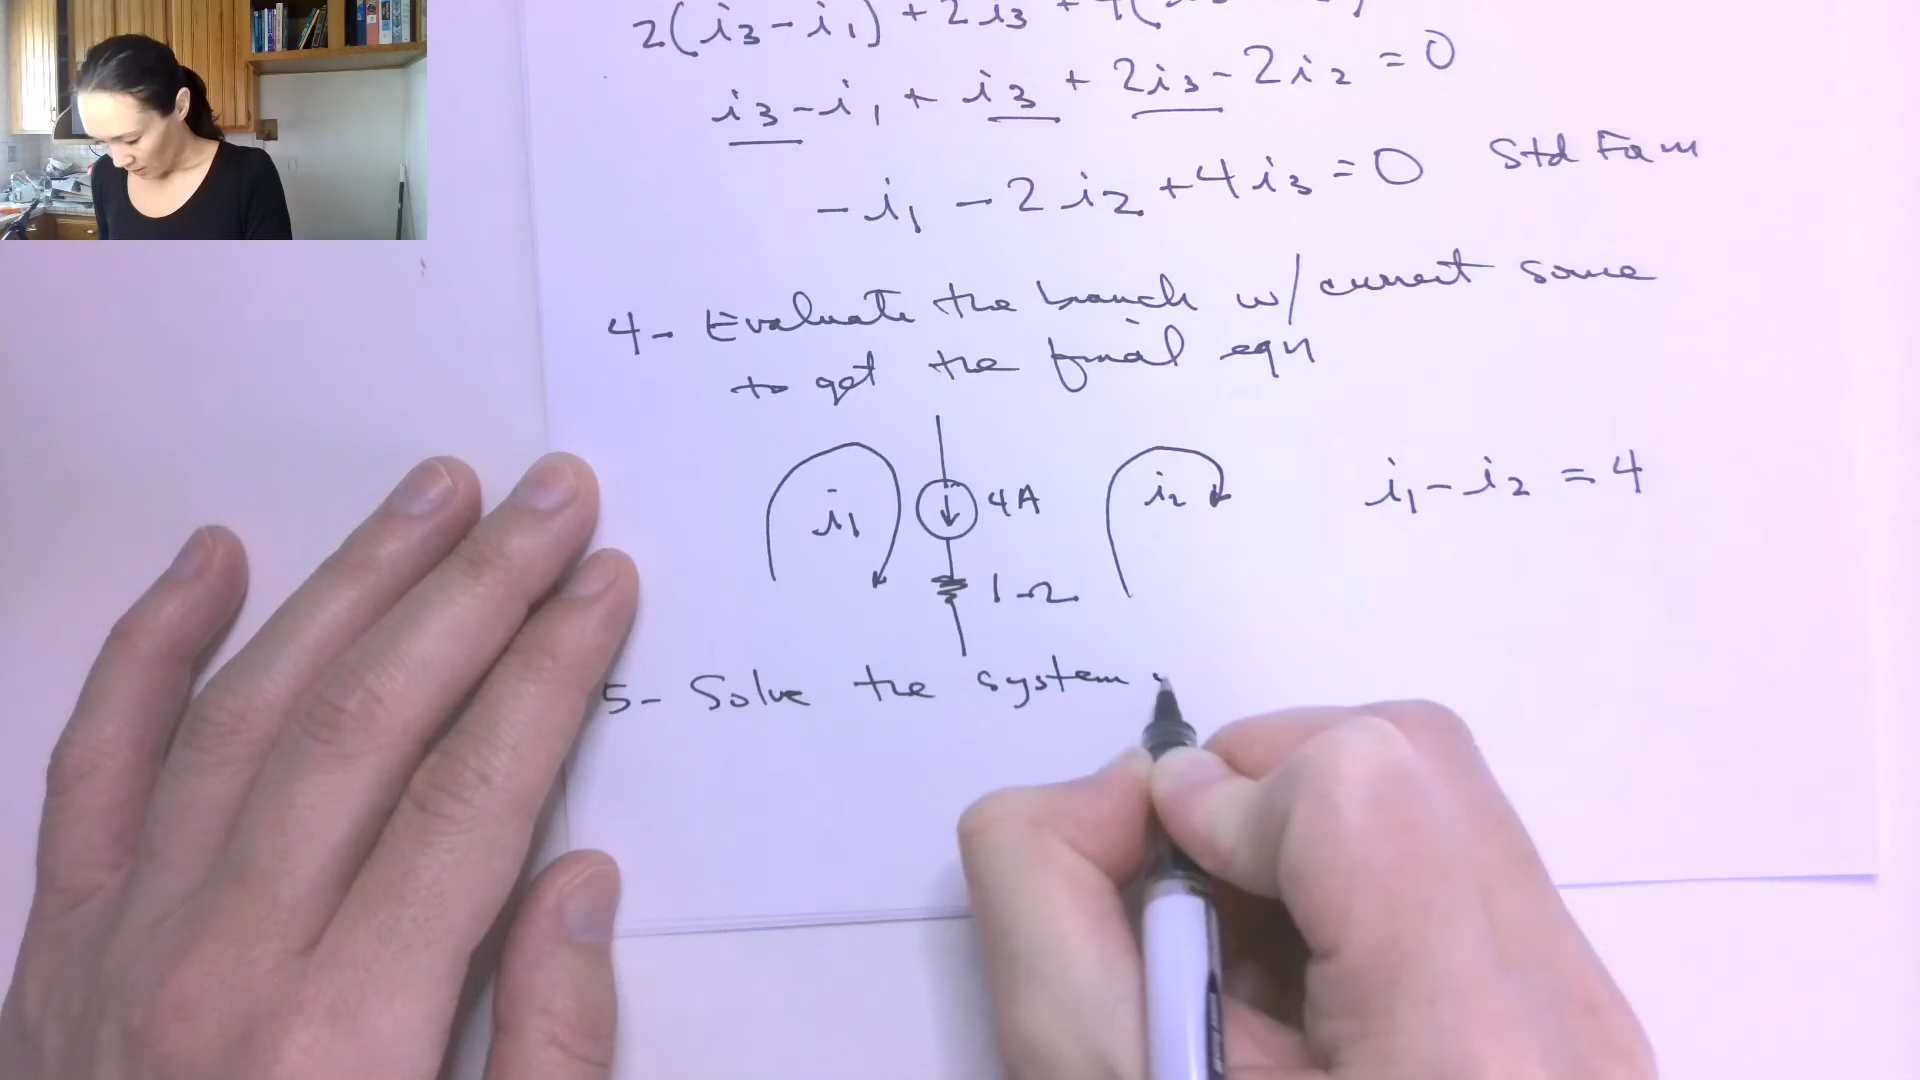 2(i3-i1) + 2i3 + 4(
i3-i1 + i3 + 2i3 - 2i2 = 0
-i1 - 2i2 + 4i3 = 0 Std Form
4- Evaluate the branch w/ current source
to get the final eqn
i1 4A i2 i1 - i2 = 4
1Ω
5- Solve the system